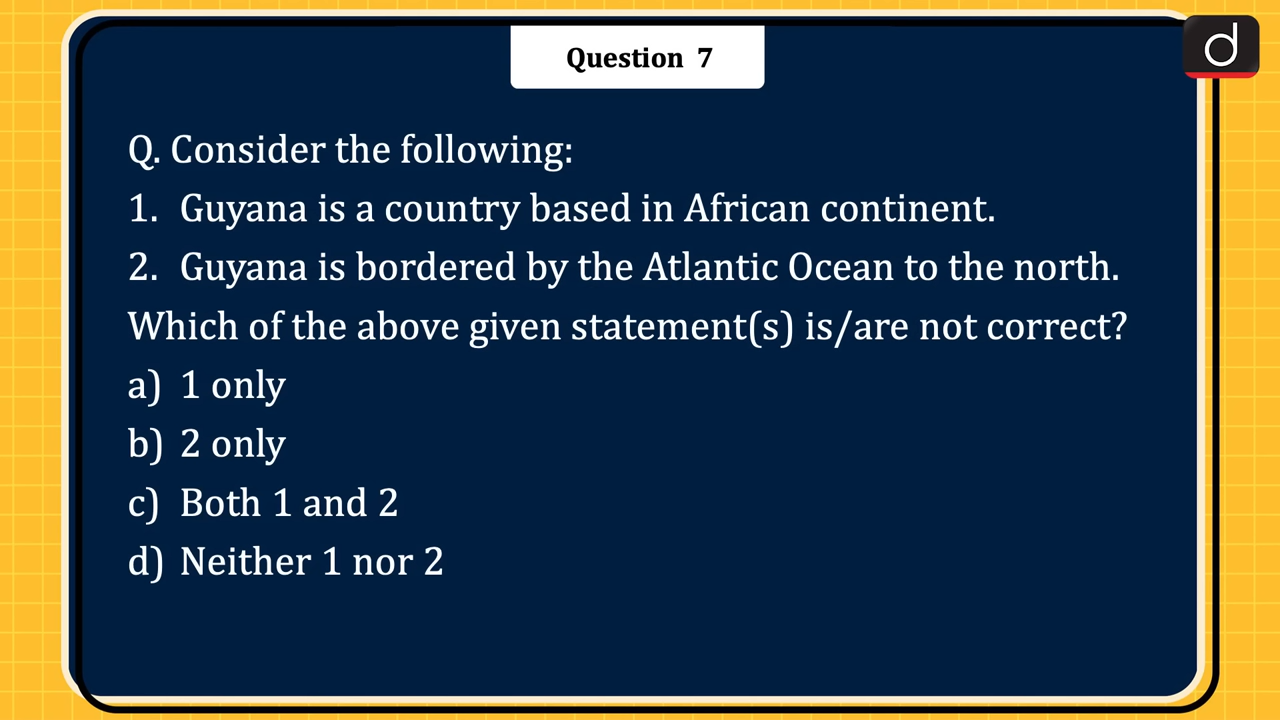 Question 7
d
Q. Consider the following:
1. Guyana is a country based in African continent.
2. Guyana is bordered by the Atlantic Ocean to the north.
Which of the above given statement(s) is/are not correct?
a) 1 only
b) 2 only
c) Both 1 and 2
d) Neither 1 nor 2